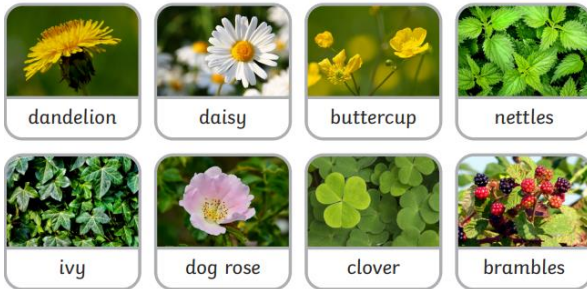 dandelion
daisy
buttercup
nettles
ivy
dog rose
clover
brambles